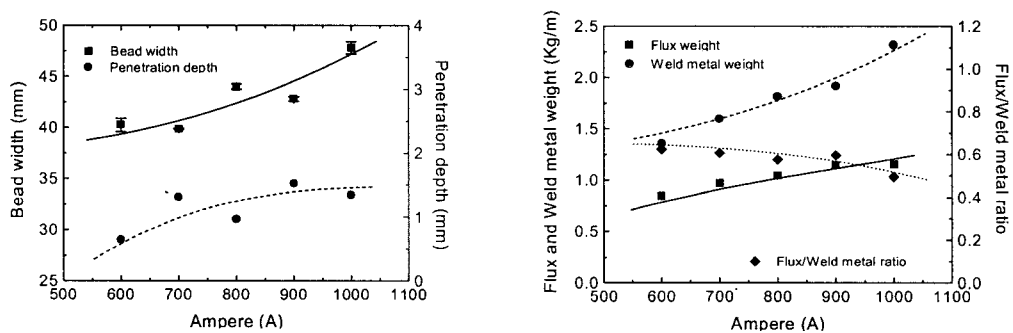 50
45
40
35
30
25
Bead width (mm)
Bead width
Penetration depth
4
3
2
1
0
Penetration depth (mm)
500 600 700 800 900 1000 1100
Ampere (A)
2.5
2.0
1.5
1.0
0.5
0.0
Flux and Weld metal weight (Kg/m)
Flux weight
Weld metal weight
Flux/Weld metal ratio
1.2
1.0
0.8
0.6
0.4
0.2
0.0
Flux/Weld metal
ratio
500 600 700 800 900 1000 1100
Ampere (A)